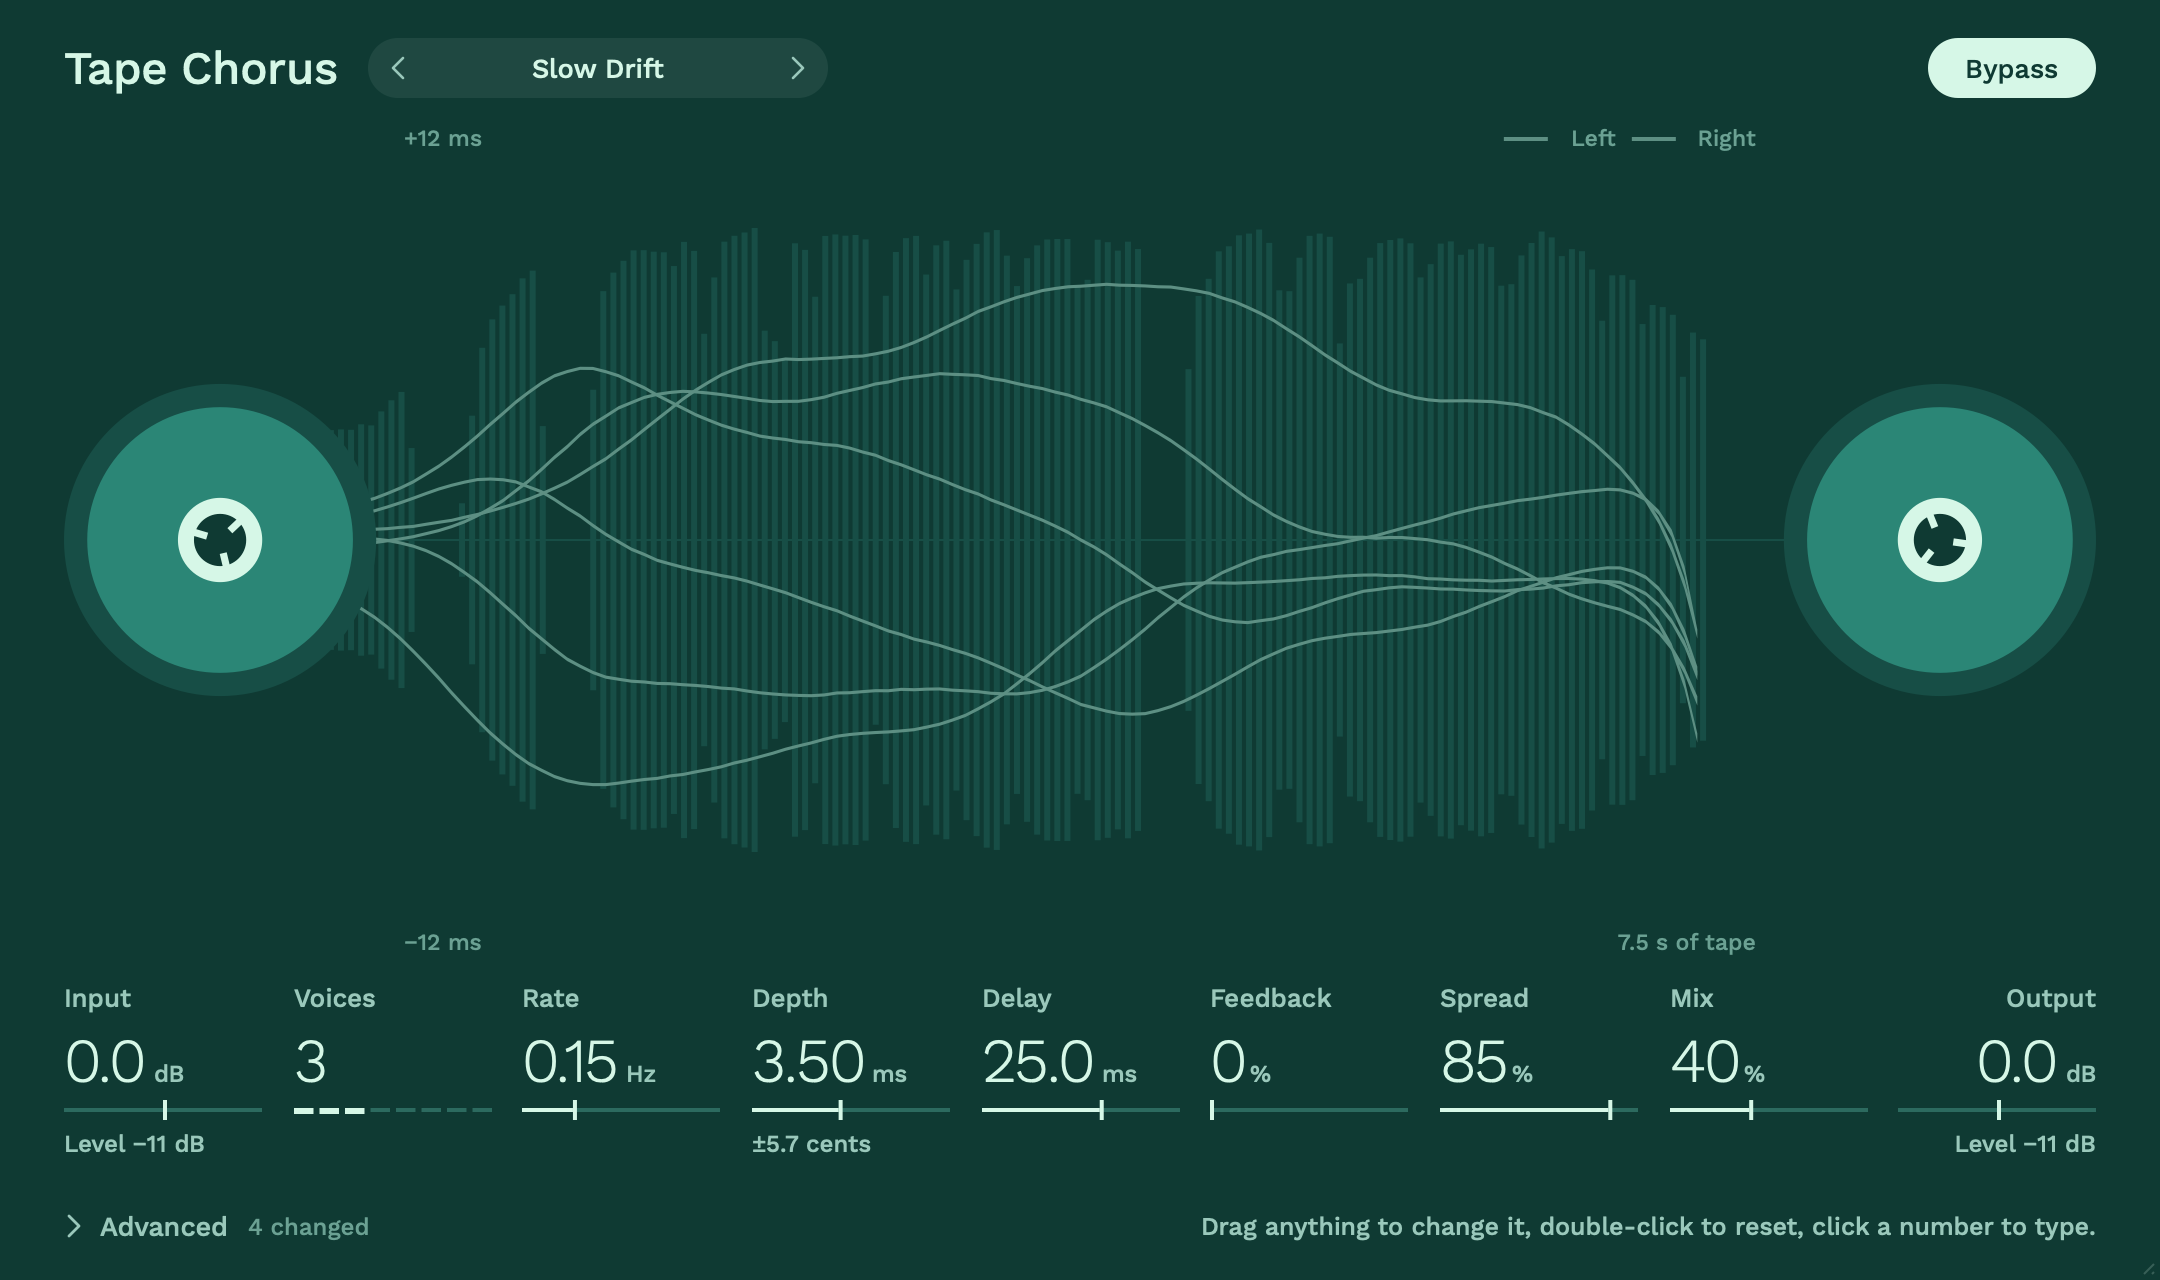 Tape Chorus
Slow Drift
Bypass
+12 ms
Left
Right
−12 ms
7.5 s of tape
Input
Voices
Rate
Depth
Delay
Feedback
Spread
Mix
Output
0.0 dB
3
0.15 Hz
3.50 ms
25.0 ms
0 %
85 %
40 %
0.0 dB
Level −11 dB
±5.7 cents
Level −11 dB
Advanced
4 changed
Drag anything to change it, double-click to reset, click a number to type.